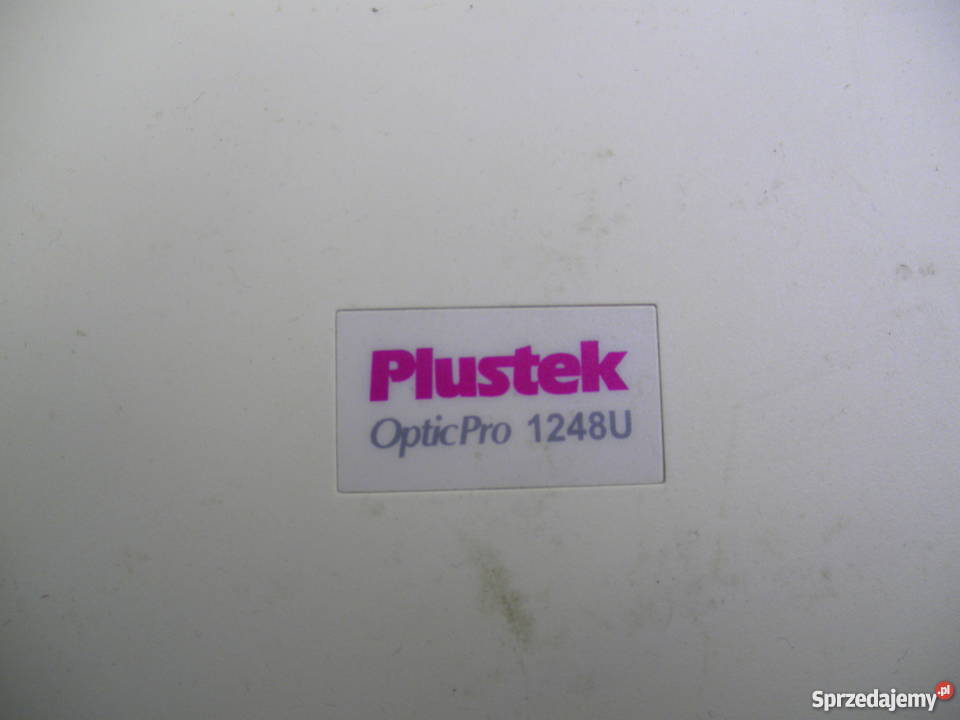 Plustek
OpticPro 1248U
Sprzedajemy.pl